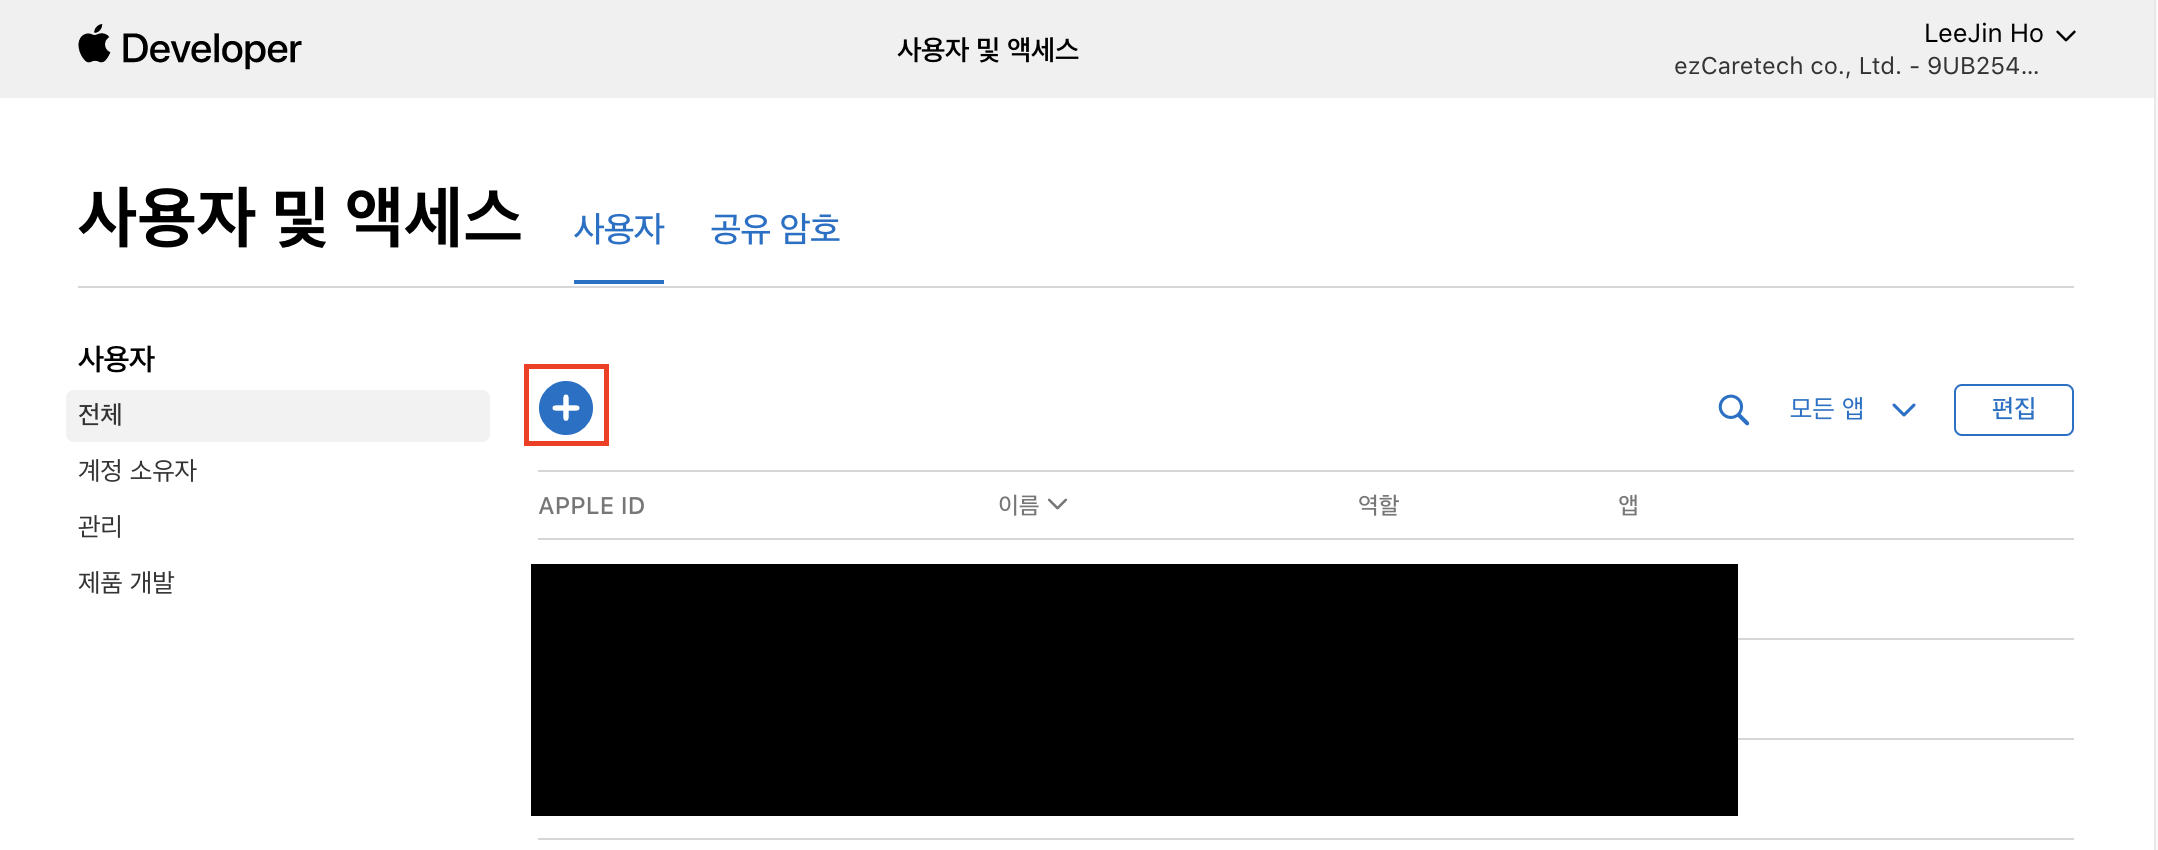 Developer
사용자 및 액세스
LeeJin Ho
ezCaretech co., Ltd. - 9UB254...
사용자 및 액세스
사용자
공유 암호
사용자
전체
계정 소유자
관리
제품 개발
모든 앱
편집
APPLE ID
이름
역할
앱